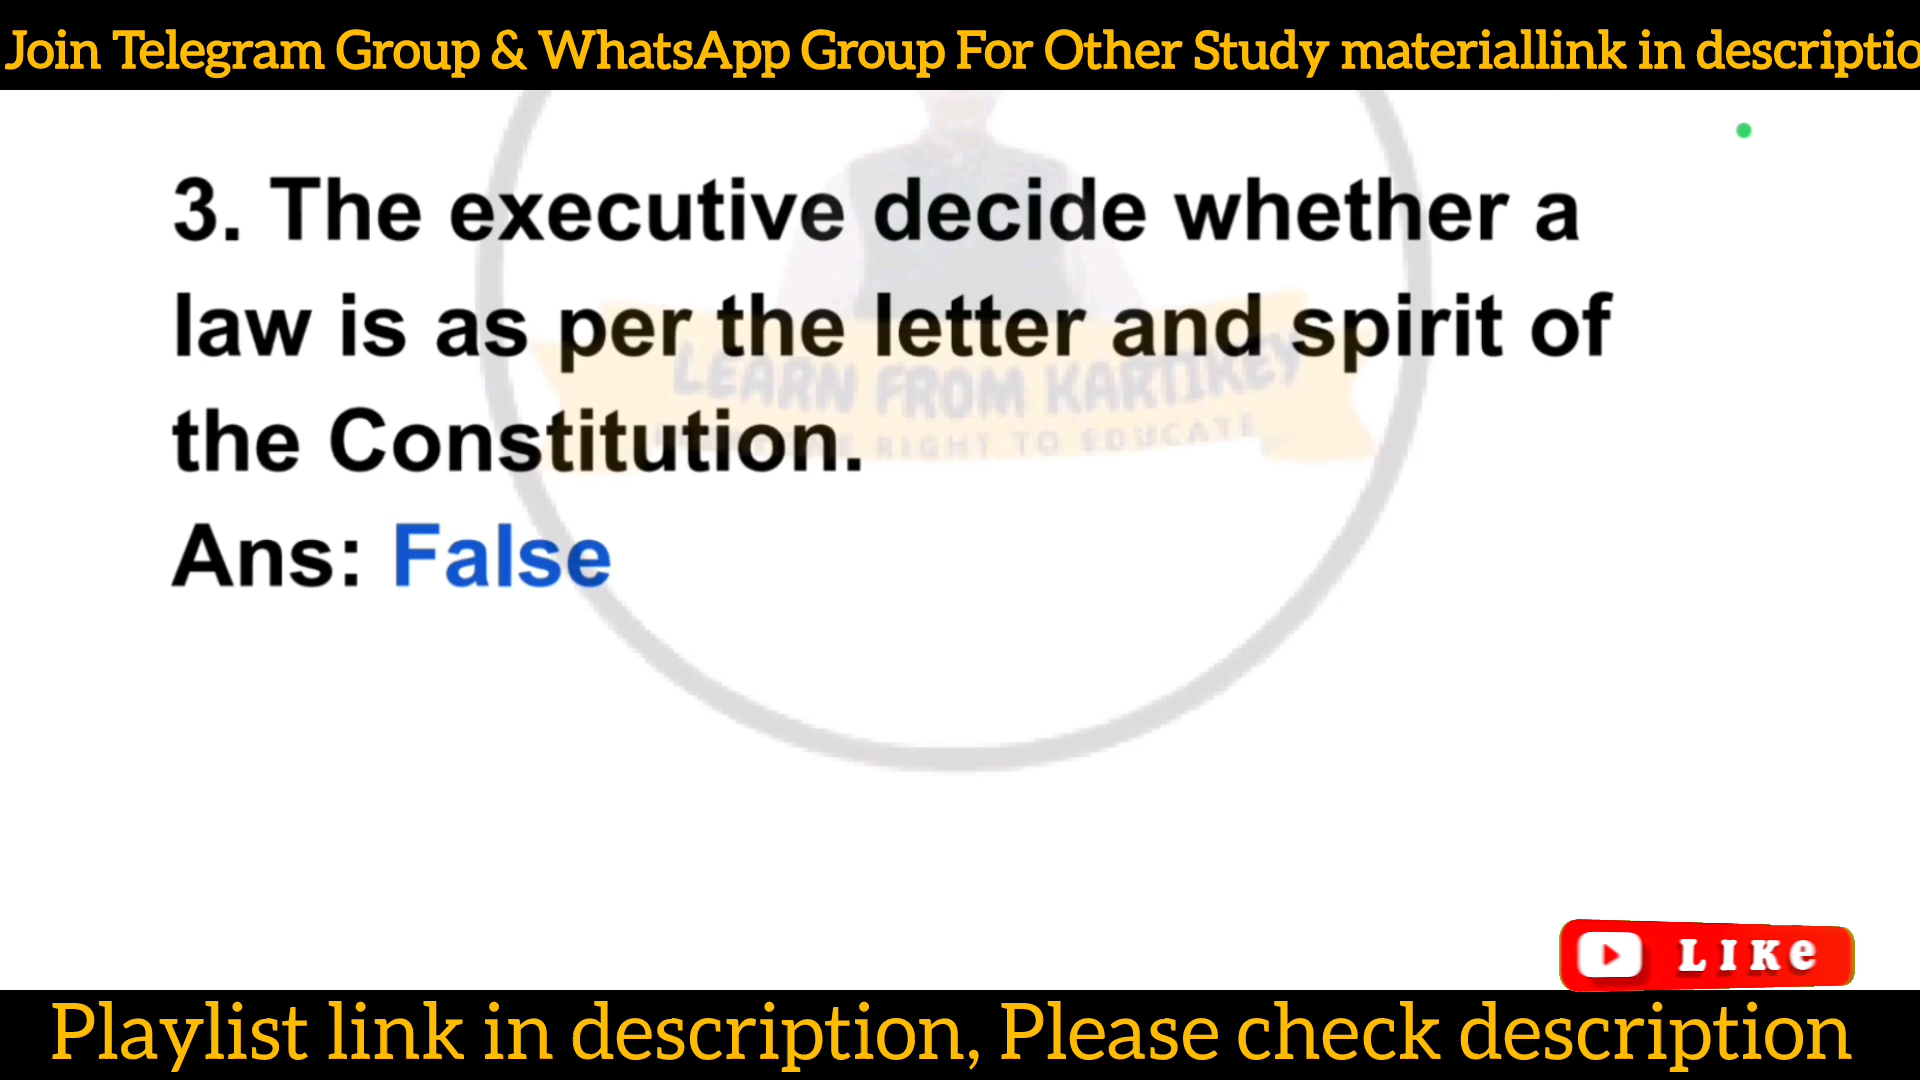 Join Telegram Group & WhatsApp Group For Other Study materiallink in descriptio
3. The executive decide whether a
law is as per the letter and spirit of
the Constitution.
Ans: False
LEARN FROM KARTIKEY
RIGHT TO EDUCATE
LIKe
Playlist link in description, Please check description